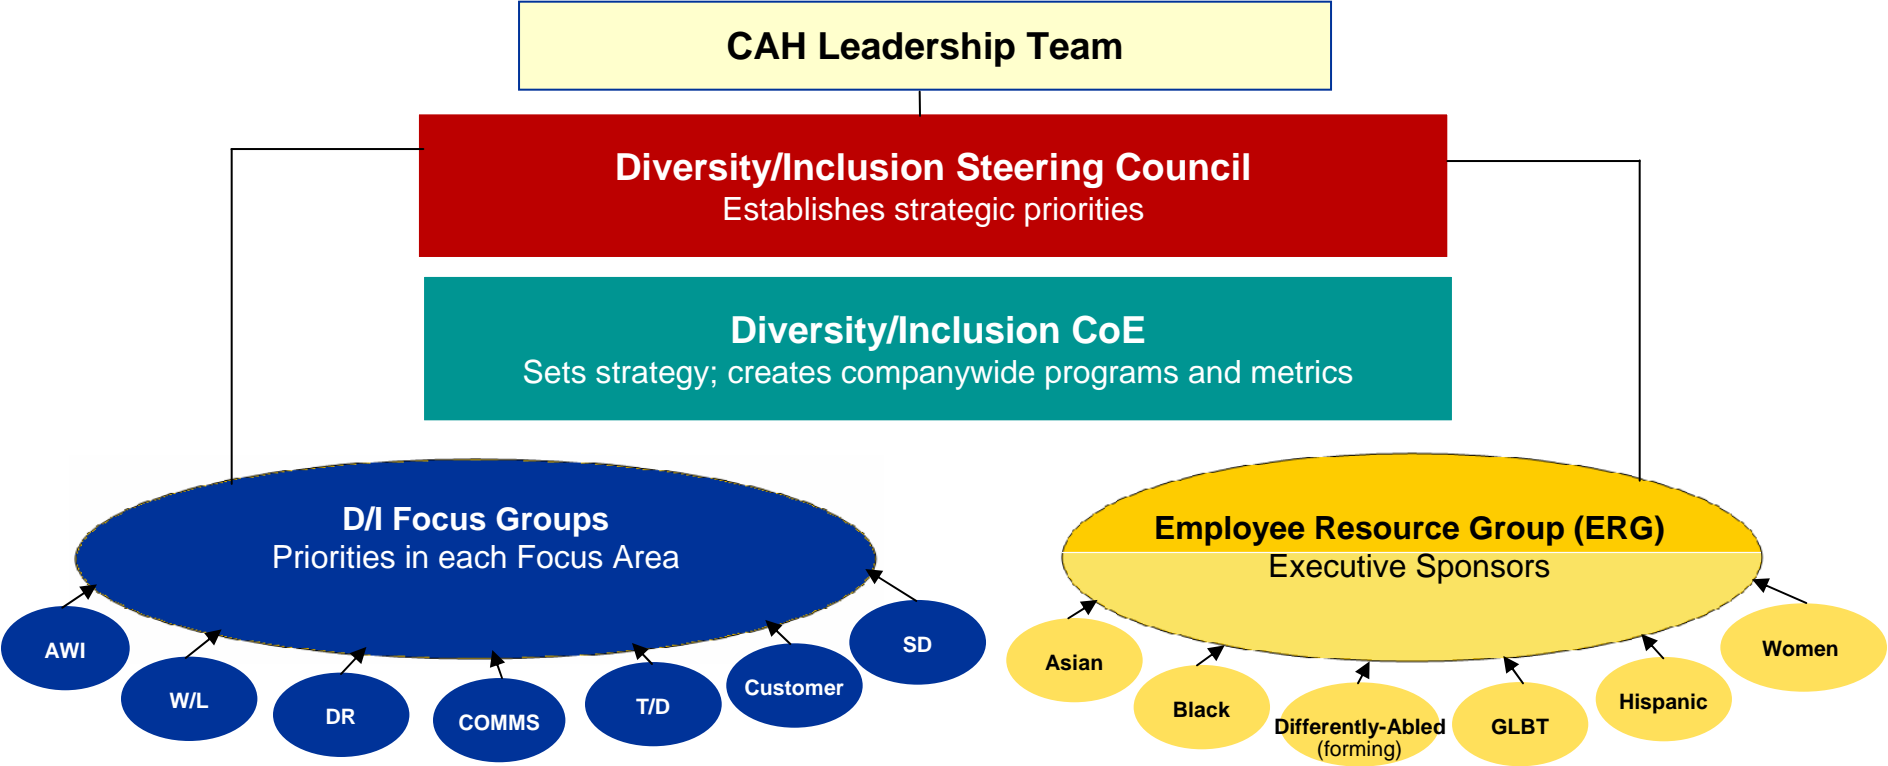 CAH Leadership Team
Diversity/Inclusion Steering Council
Establishes strategic priorities
Diversity/Inclusion CoE
Sets strategy; creates companywide programs and metrics
D/I Focus Groups
Priorities in each Focus Area
AWI
W/L
DR
COMMS
T/D
Customer
SD
Employee Resource Group (ERG)
Executive Sponsors
Asian
Black
Differently-Abled
(forming)
GLBT
Hispanic
Women